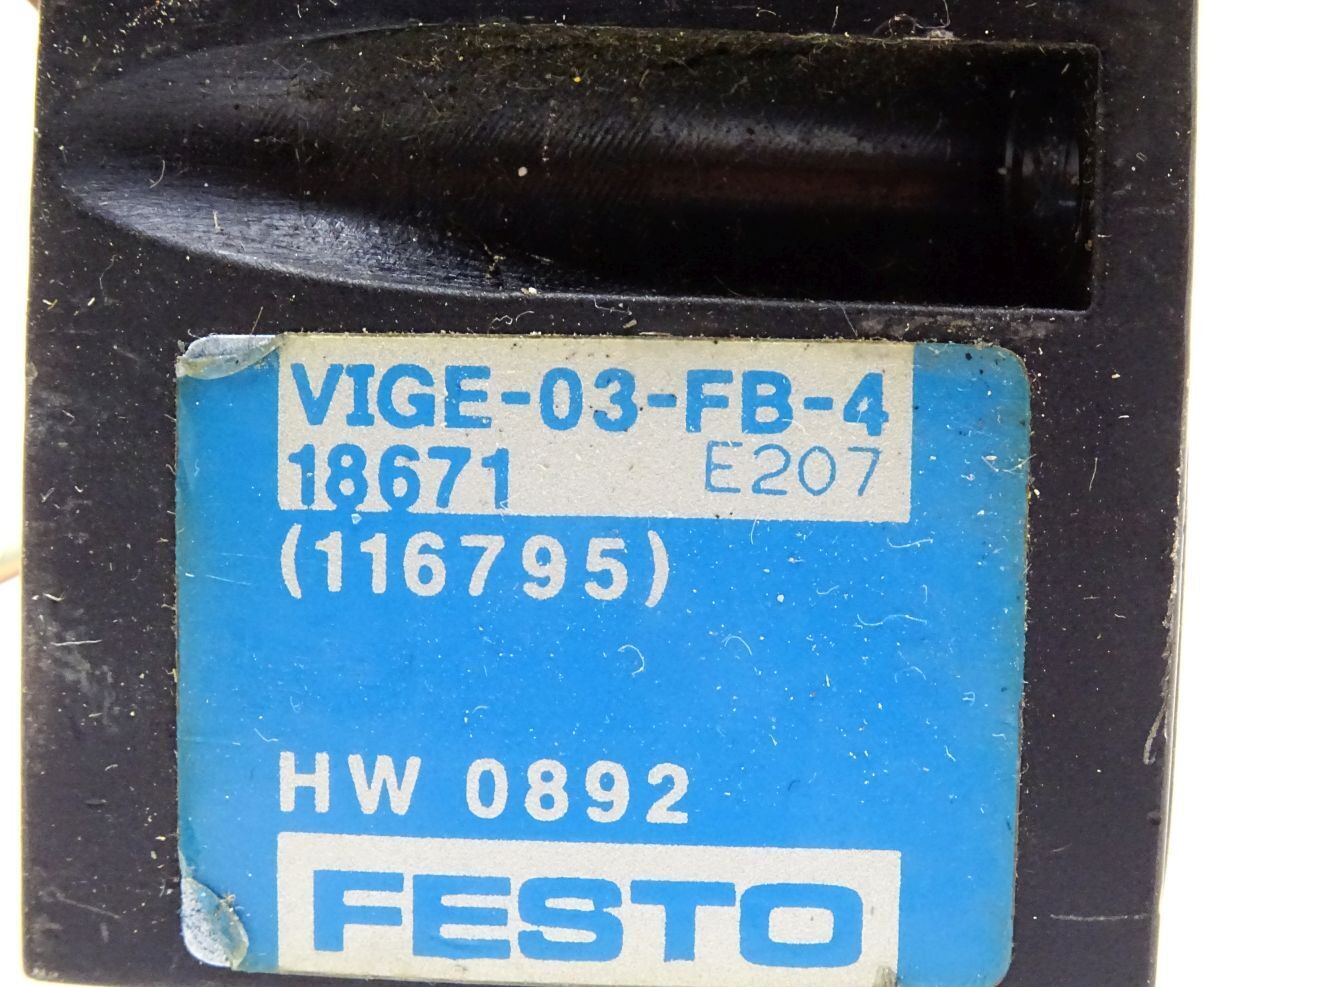 VIGE-03-FB-4
18671 E207
(116795)
HW 0892
FESTO